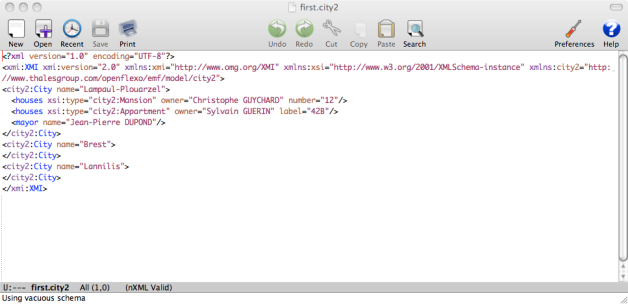 first.city2
New Open Recent Save Print Undo Redo Cut Copy Paste Search Preferences Help
<?xml version="1.0" encoding="UTF-8"?>
<xmi:XMI xmi:version="2.0" xmlns:xmi="http://www.omg.org/XMI" xmlns:xsi="http://www.w3.org/2001/XMLSchema-instance" xmlns:city2="http:
//www.thalesgroup.com/openflexo/emf/model/city2">
<city2:City name="Lampaul-Plouarzel">
  <houses xsi:type="city2:Mansion" owner="Christophe GUYCHARD" number="12"/>
  <houses xsi:type="city2:Appartment" owner="Sylvain GUERIN" label="42B"/>
  <mayor name="Jean-Pierre DUPOND"/>
</city2:City>
<city2:City name="Brest">
</city2:City>
<city2:City name="Lannilis">
</city2:City>
</xmi:XMI>
U:--- first.city2 All (1,0) (nXML Valid)
Using vacuous schema